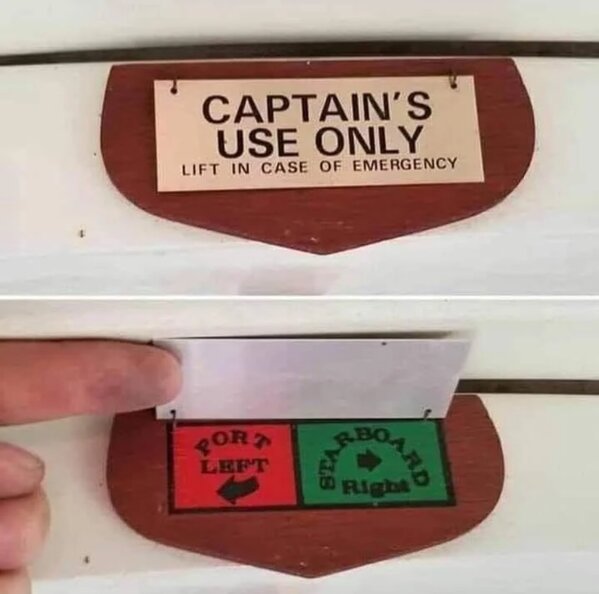 CAPTAIN'S
USE ONLY
LIFT IN CASE OF EMERGENCY
PORT
LEFT
STARBOARD
Right